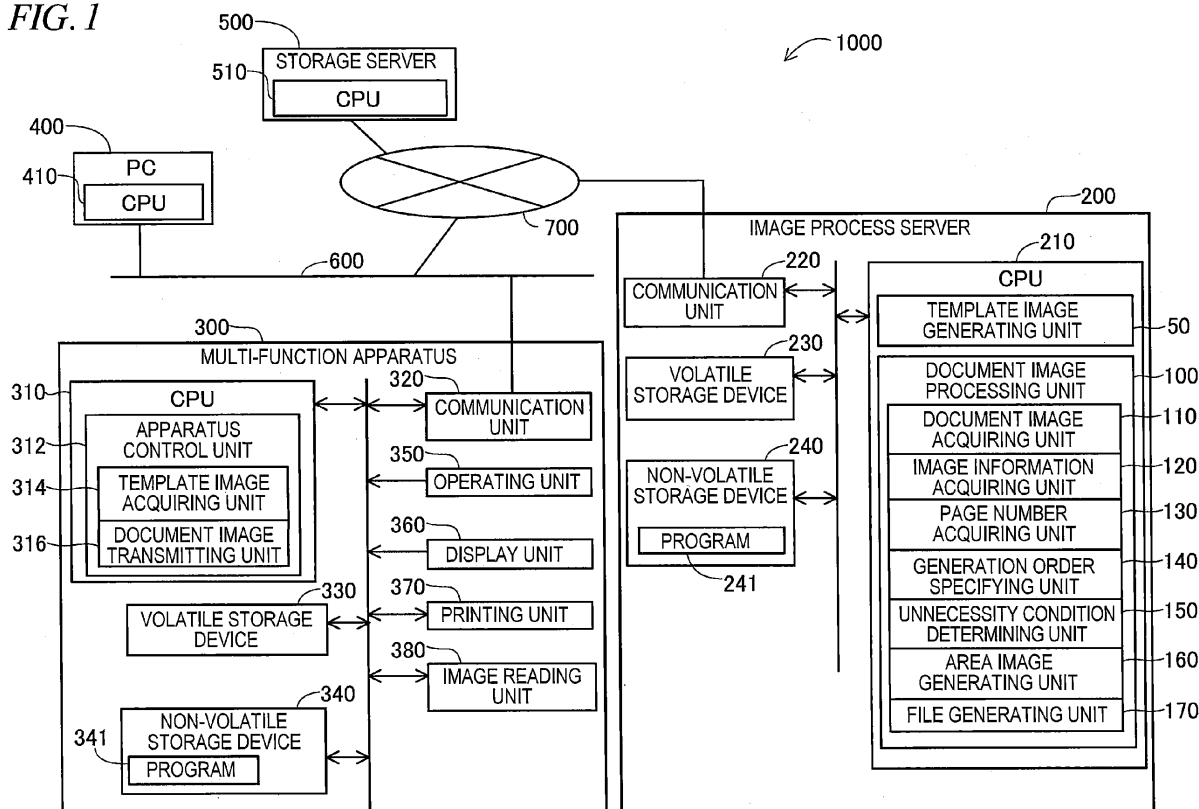 FIG. 1
1000
500
STORAGE SERVER
510
CPU
400
PC
410
CPU
700
600
300
MULTI-FUNCTION APPARATUS
310
CPU
312
APPARATUS
CONTROL UNIT
314
TEMPLATE IMAGE
ACQUIRING UNIT
316
DOCUMENT IMAGE
TRANSMITTING UNIT
320
COMMUNICATION
UNIT
350
OPERATING UNIT
360
DISPLAY UNIT
330
VOLATILE STORAGE
DEVICE
370
PRINTING UNIT
380
IMAGE READING
UNIT
340
NON-VOLATILE
STORAGE DEVICE
341
PROGRAM
200
IMAGE PROCESS SERVER
220
COMMUNICATION
UNIT
230
VOLATILE
STORAGE DEVICE
240
NON-VOLATILE
STORAGE DEVICE
PROGRAM
241
210
CPU
TEMPLATE IMAGE
GENERATING UNIT
50
DOCUMENT IMAGE
PROCESSING UNIT
100
DOCUMENT IMAGE
ACQUIRING UNIT
110
IMAGE INFORMATION
ACQUIRING UNIT
120
PAGE NUMBER
ACQUIRING UNIT
130
GENERATION ORDER
SPECIFYING UNIT
140
UNNECESSITY CONDITION
DETERMINING UNIT
150
AREA IMAGE
GENERATING UNIT
160
FILE GENERATING UNIT
170